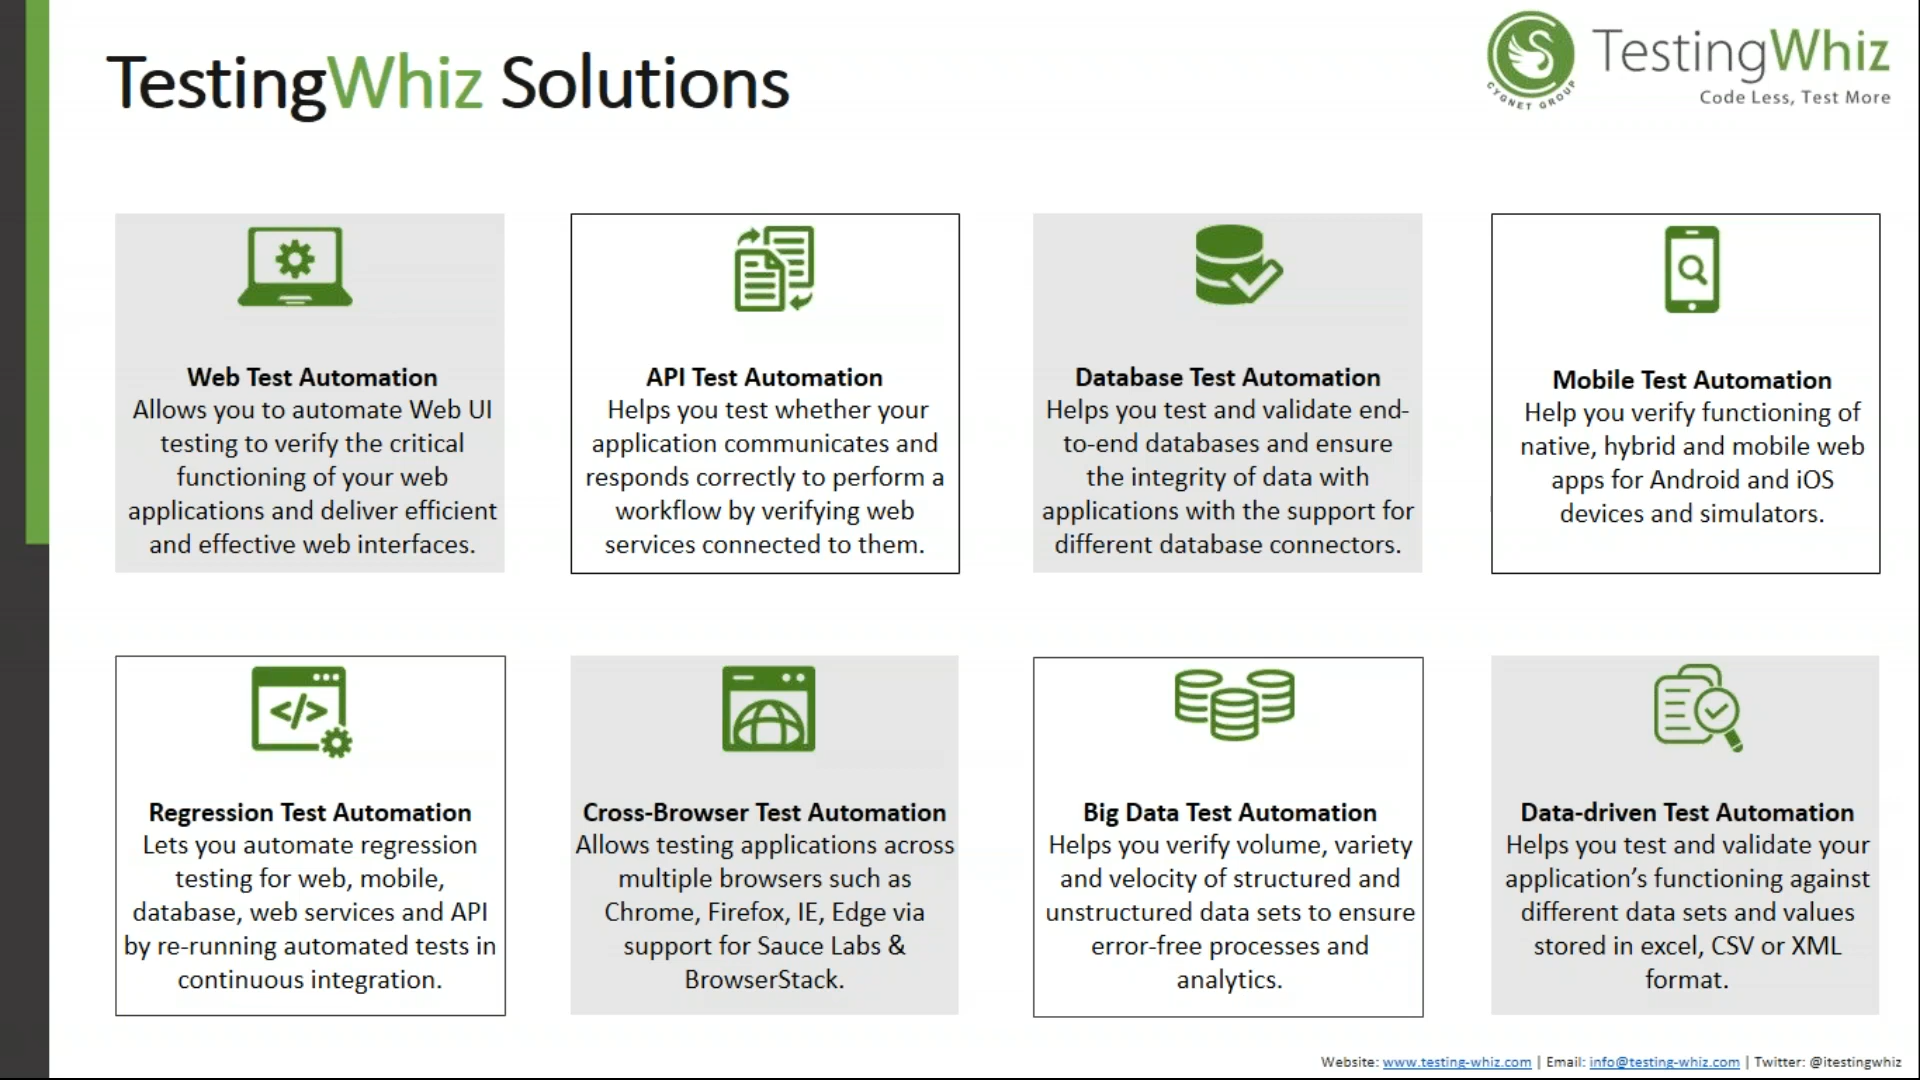 TestingWhiz Solutions
CYGNET GROUP
TestingWhiz
Code Less, Test More
Web Test Automation
Allows you to automate Web UI
testing to verify the critical
functioning of your web
applications and deliver efficient
and effective web interfaces.
API Test Automation
Helps you test whether your
application communicates and
responds correctly to perform a
workflow by verifying web
services connected to them.
Database Test Automation
Helps you test and validate end-
to-end databases and ensure
the integrity of data with
applications with the support for
different database connectors.
Mobile Test Automation
Help you verify functioning of
native, hybrid and mobile web
apps for Android and iOS
devices and simulators.
Regression Test Automation
Lets you automate regression
testing for web, mobile,
database, web services and API
by re-running automated tests in
continuous integration.
Cross-Browser Test Automation
Allows testing applications across
multiple browsers such as
Chrome, Firefox, IE, Edge via
support for Sauce Labs &
BrowserStack.
Big Data Test Automation
Helps you verify volume, variety
and velocity of structured and
unstructured data sets to ensure
error-free processes and
analytics.
Data-driven Test Automation
Helps you test and validate your
application’s functioning against
different data sets and values
stored in excel, CSV or XML
format.
Website: www.testing-whiz.com | Email: info@testing-whiz.com | Twitter: @itestingwhiz